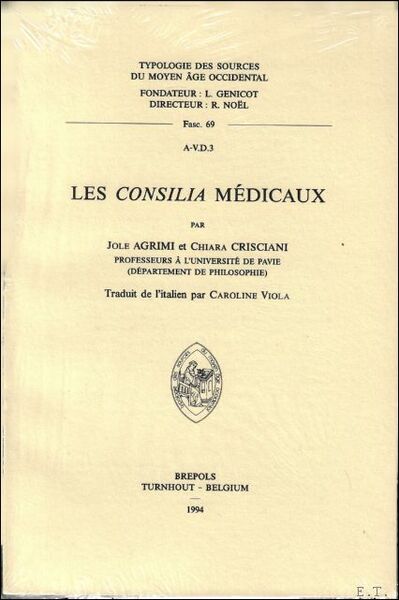 TYPOLOGIE DES SOURCES
DU MOYEN ÂGE OCCIDENTAL
FONDATEUR : L. GENICOT
DIRECTEUR : R. NOËL
Fasc. 69
A-V.D.3
LES CONSILIA MÉDICAUX
PAR
JOLE AGRIMI et CHIARA CRISCIANI
PROFESSEURS À L'UNIVERSITÉ DE PAVIE
(DÉPARTEMENT DE PHILOSOPHIE)
Traduit de l'italien par CAROLINE VIOLA
BREPOLS
TURNHOUT - BELGIUM
1994
E.T.